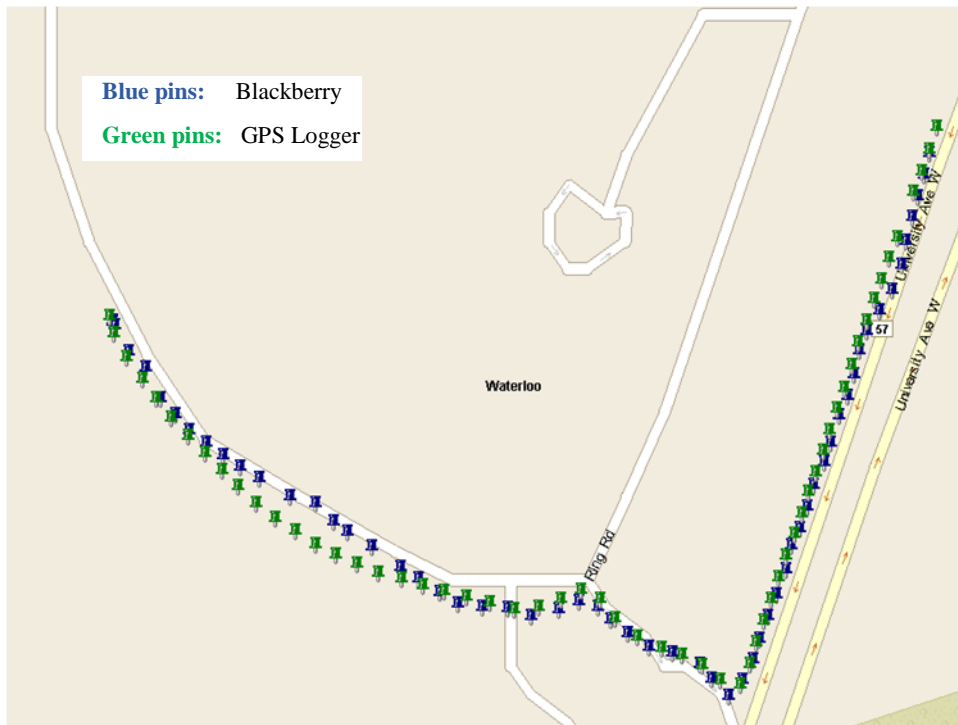 Blue pins: Blackberry
Green pins: GPS Logger
University Ave W
57
University Ave W
Waterloo
Ring Rd